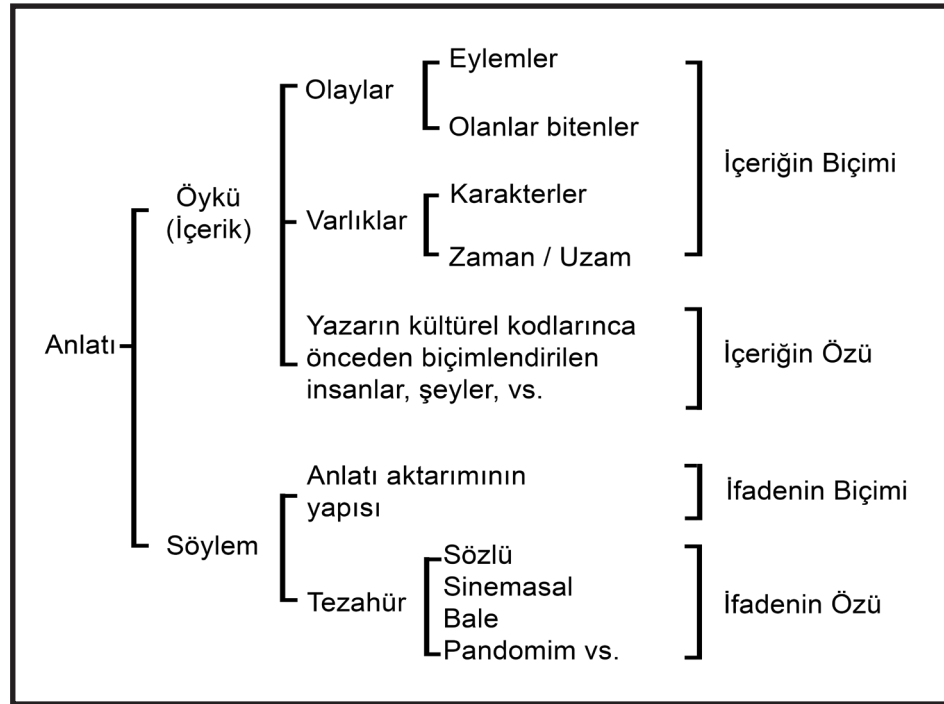 Eylemler
Olaylar
Olanlar bitenler
İçeriğin Biçimi
Öykü
(İçerik)
Karakterler
Varlıklar
Zaman / Uzam
Yazarın kültürel kodlarınca
önceden biçimlendirilen
insanlar, şeyler, vs.
İçeriğin Özü
Anlatı
Anlatı aktarımının
yapısı
İfadenin Biçimi
Söylem
Tezahür
Sözlü
Sinemasal
Bale
Pandomim vs.
İfadenin Özü